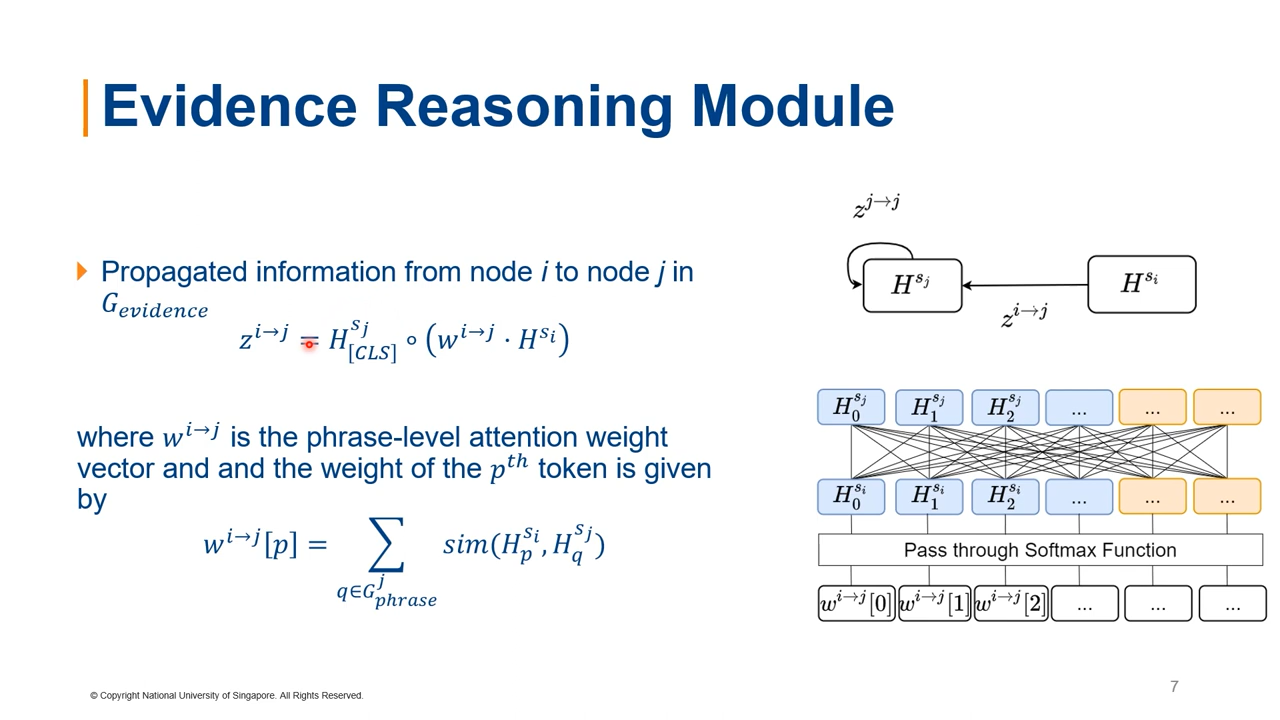 Evidence Reasoning Module
Propagated information from node i to node j in
G_evidence
z^{i→j} = H^{s_j}_{[CLS]} ∘ (w^{i→j} · H^{s_i})
where w^{i→j} is the phrase-level attention weight
vector and and the weight of the p^{th} token is given
by
w^{i→j}[p] = ∑_{q∈G^j_{phrase}} sim(H^{s_i}_p, H^{s_j}_q)
z^{j→j}
H^{s_j} H^{s_i}
z^{i→j}
H^{s_j}_0 H^{s_j}_1 H^{s_j}_2 ... ... ...
H^{s_i}_0 H^{s_i}_1 H^{s_i}_2 ... ... ...
Pass through Softmax Function
w^{i→j}[0] w^{i→j}[1] w^{i→j}[2] ... ... ...
© Copyright National University of Singapore. All Rights Reserved.
7